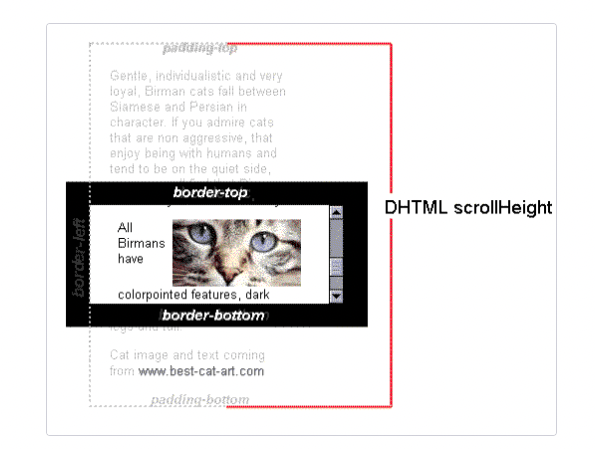 padding-top
Gentle, individualistic and very
loyal, Birman cats fall between
Siamese and Persian in
character. If you admire cats
that are non aggressive, that
enjoy being with humans and
tend to be on the quiet side,
border-top
DHTML scrollHeight
border-left
All
Birmans
have
colorpointed features, dark
border-bottom
legs and tail.
Cat image and text coming
from www.best-cat-art.com
padding-bottom